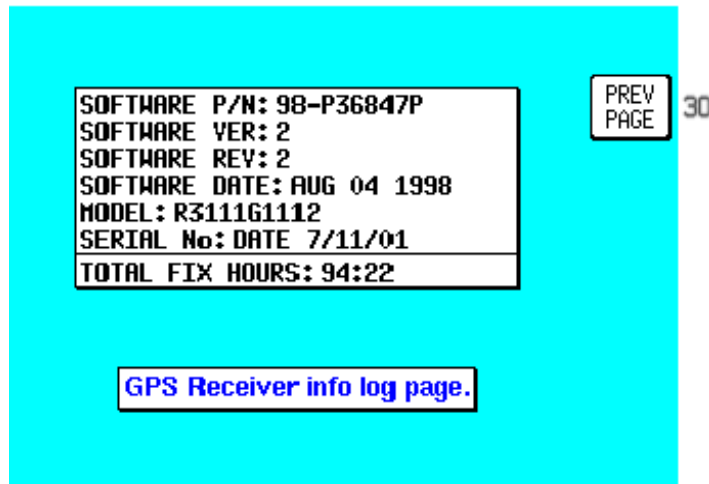 SOFTWARE P/N: 98-P36847P
SOFTWARE VER: 2
SOFTWARE REV: 2
SOFTWARE DATE: AUG 04 1998
MODEL: R3111G1112
SERIAL No: DATE 7/11/01
TOTAL FIX HOURS: 94:22
PREV
PAGE
30
GPS Receiver info log page.